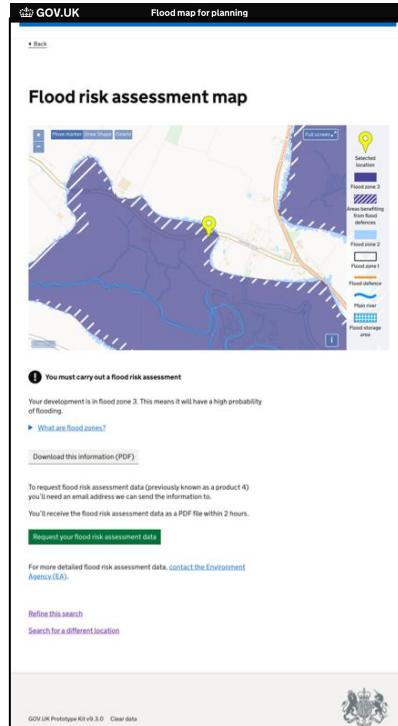 GOV.UK Flood map for planning
Back
Flood risk assessment map
+
-
Move marker Draw Shape Delete
Full screen
Selected
location
Flood zone 3
Areas benefiting
from flood
defences
Flood zone 2
Flood zone 1
Flood defence
Main river
Flood storage
area
i
! You must carry out a flood risk assessment
Your development is in flood zone 3. This means it will have a high probability
of flooding.
What are flood zones?
Download this information (PDF)
To request flood risk assessment data (previously known as a product 4)
you'll need an email address we can send the information to.
You'll receive the flood risk assessment data as a PDF file within 2 hours.
Request your flood risk assessment data
For more detailed flood risk assessment data, contact the Environment
Agency (EA).
Refine this search
Search for a different location
GOV.UK Prototype Kit v9.3.0 Clear data